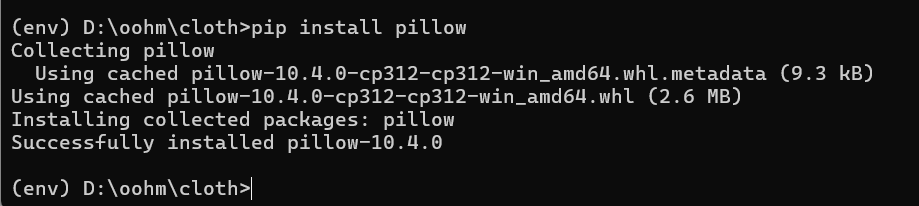 (env) D:\oohm\cloth>pip install pillow
Collecting pillow
  Using cached pillow-10.4.0-cp312-cp312-win_amd64.whl.metadata (9.3 kB)
Using cached pillow-10.4.0-cp312-cp312-win_amd64.whl (2.6 MB)
Installing collected packages: pillow
Successfully installed pillow-10.4.0
(env) D:\oohm\cloth>